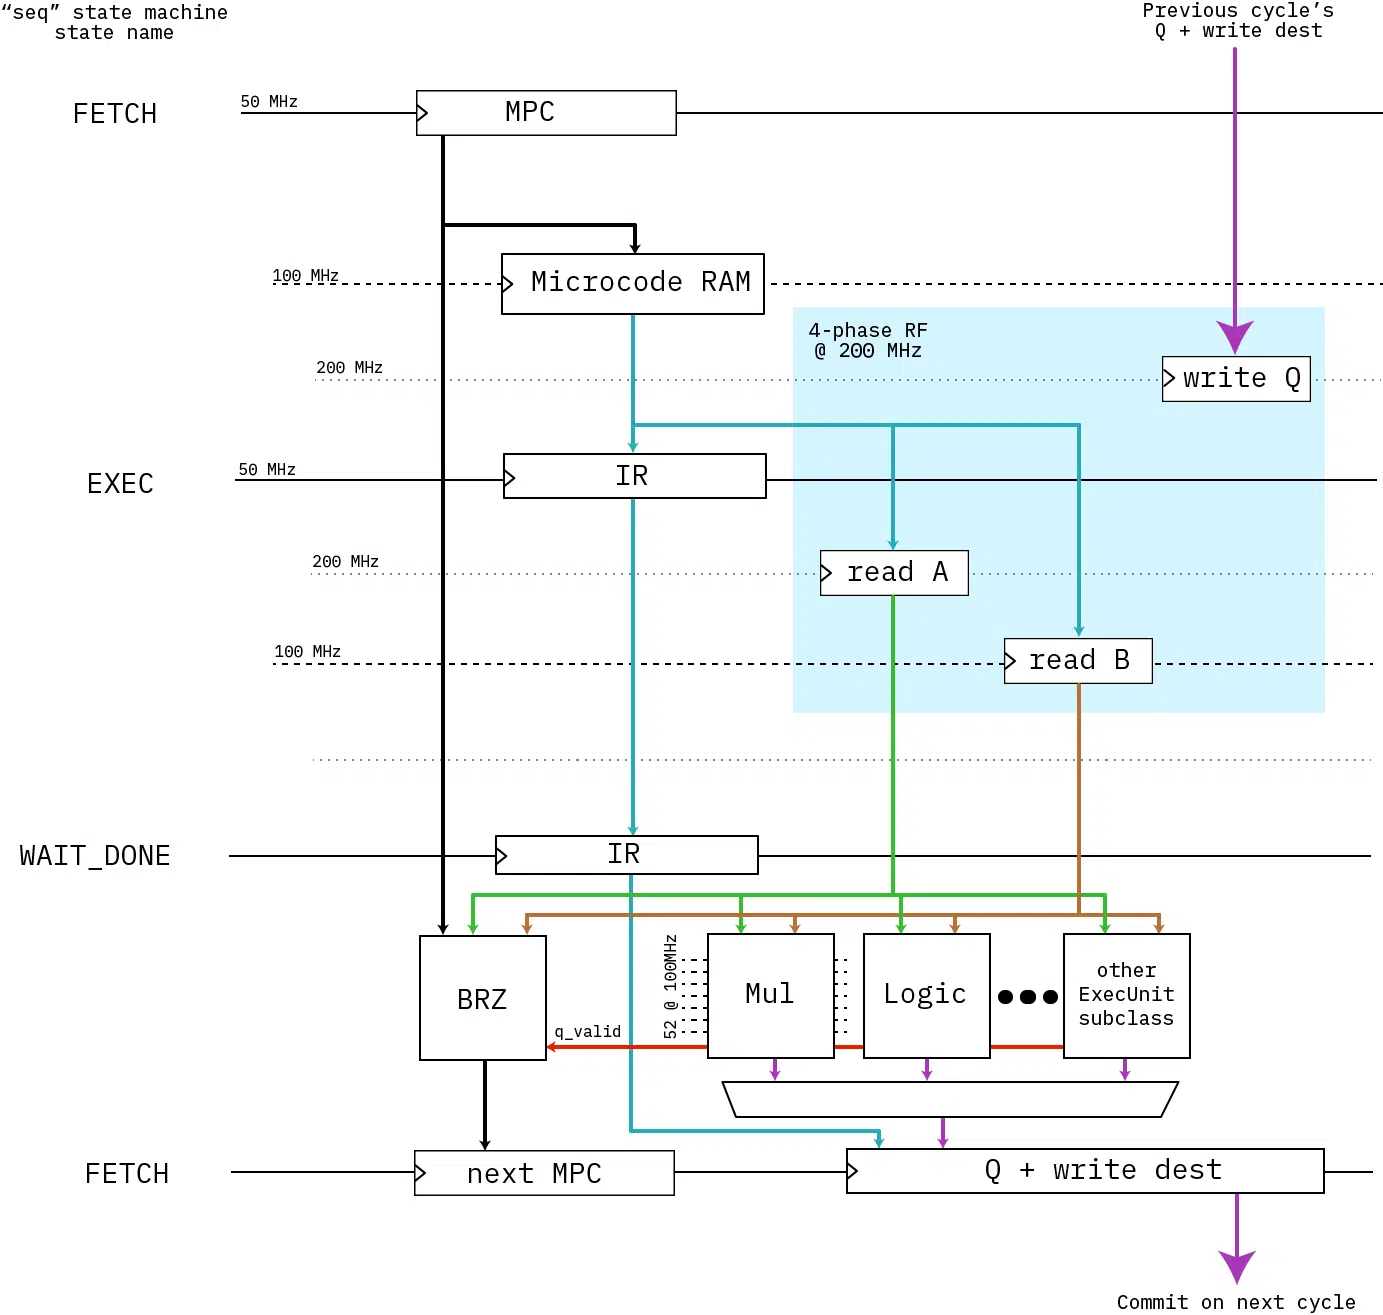 “seq” state machine
state name
Previous cycle’s
Q + write dest
FETCH
50 MHz
MPC
100 MHz
Microcode RAM
4-phase RF
@ 200 MHz
200 MHz
write Q
EXEC
50 MHz
IR
200 MHz
read A
100 MHz
read B
WAIT_DONE
IR
BRZ
q_valid
52 @ 100MHz
Mul
Logic
other
ExecUnit
subclass
FETCH
next MPC
Q + write dest
Commit on next cycle